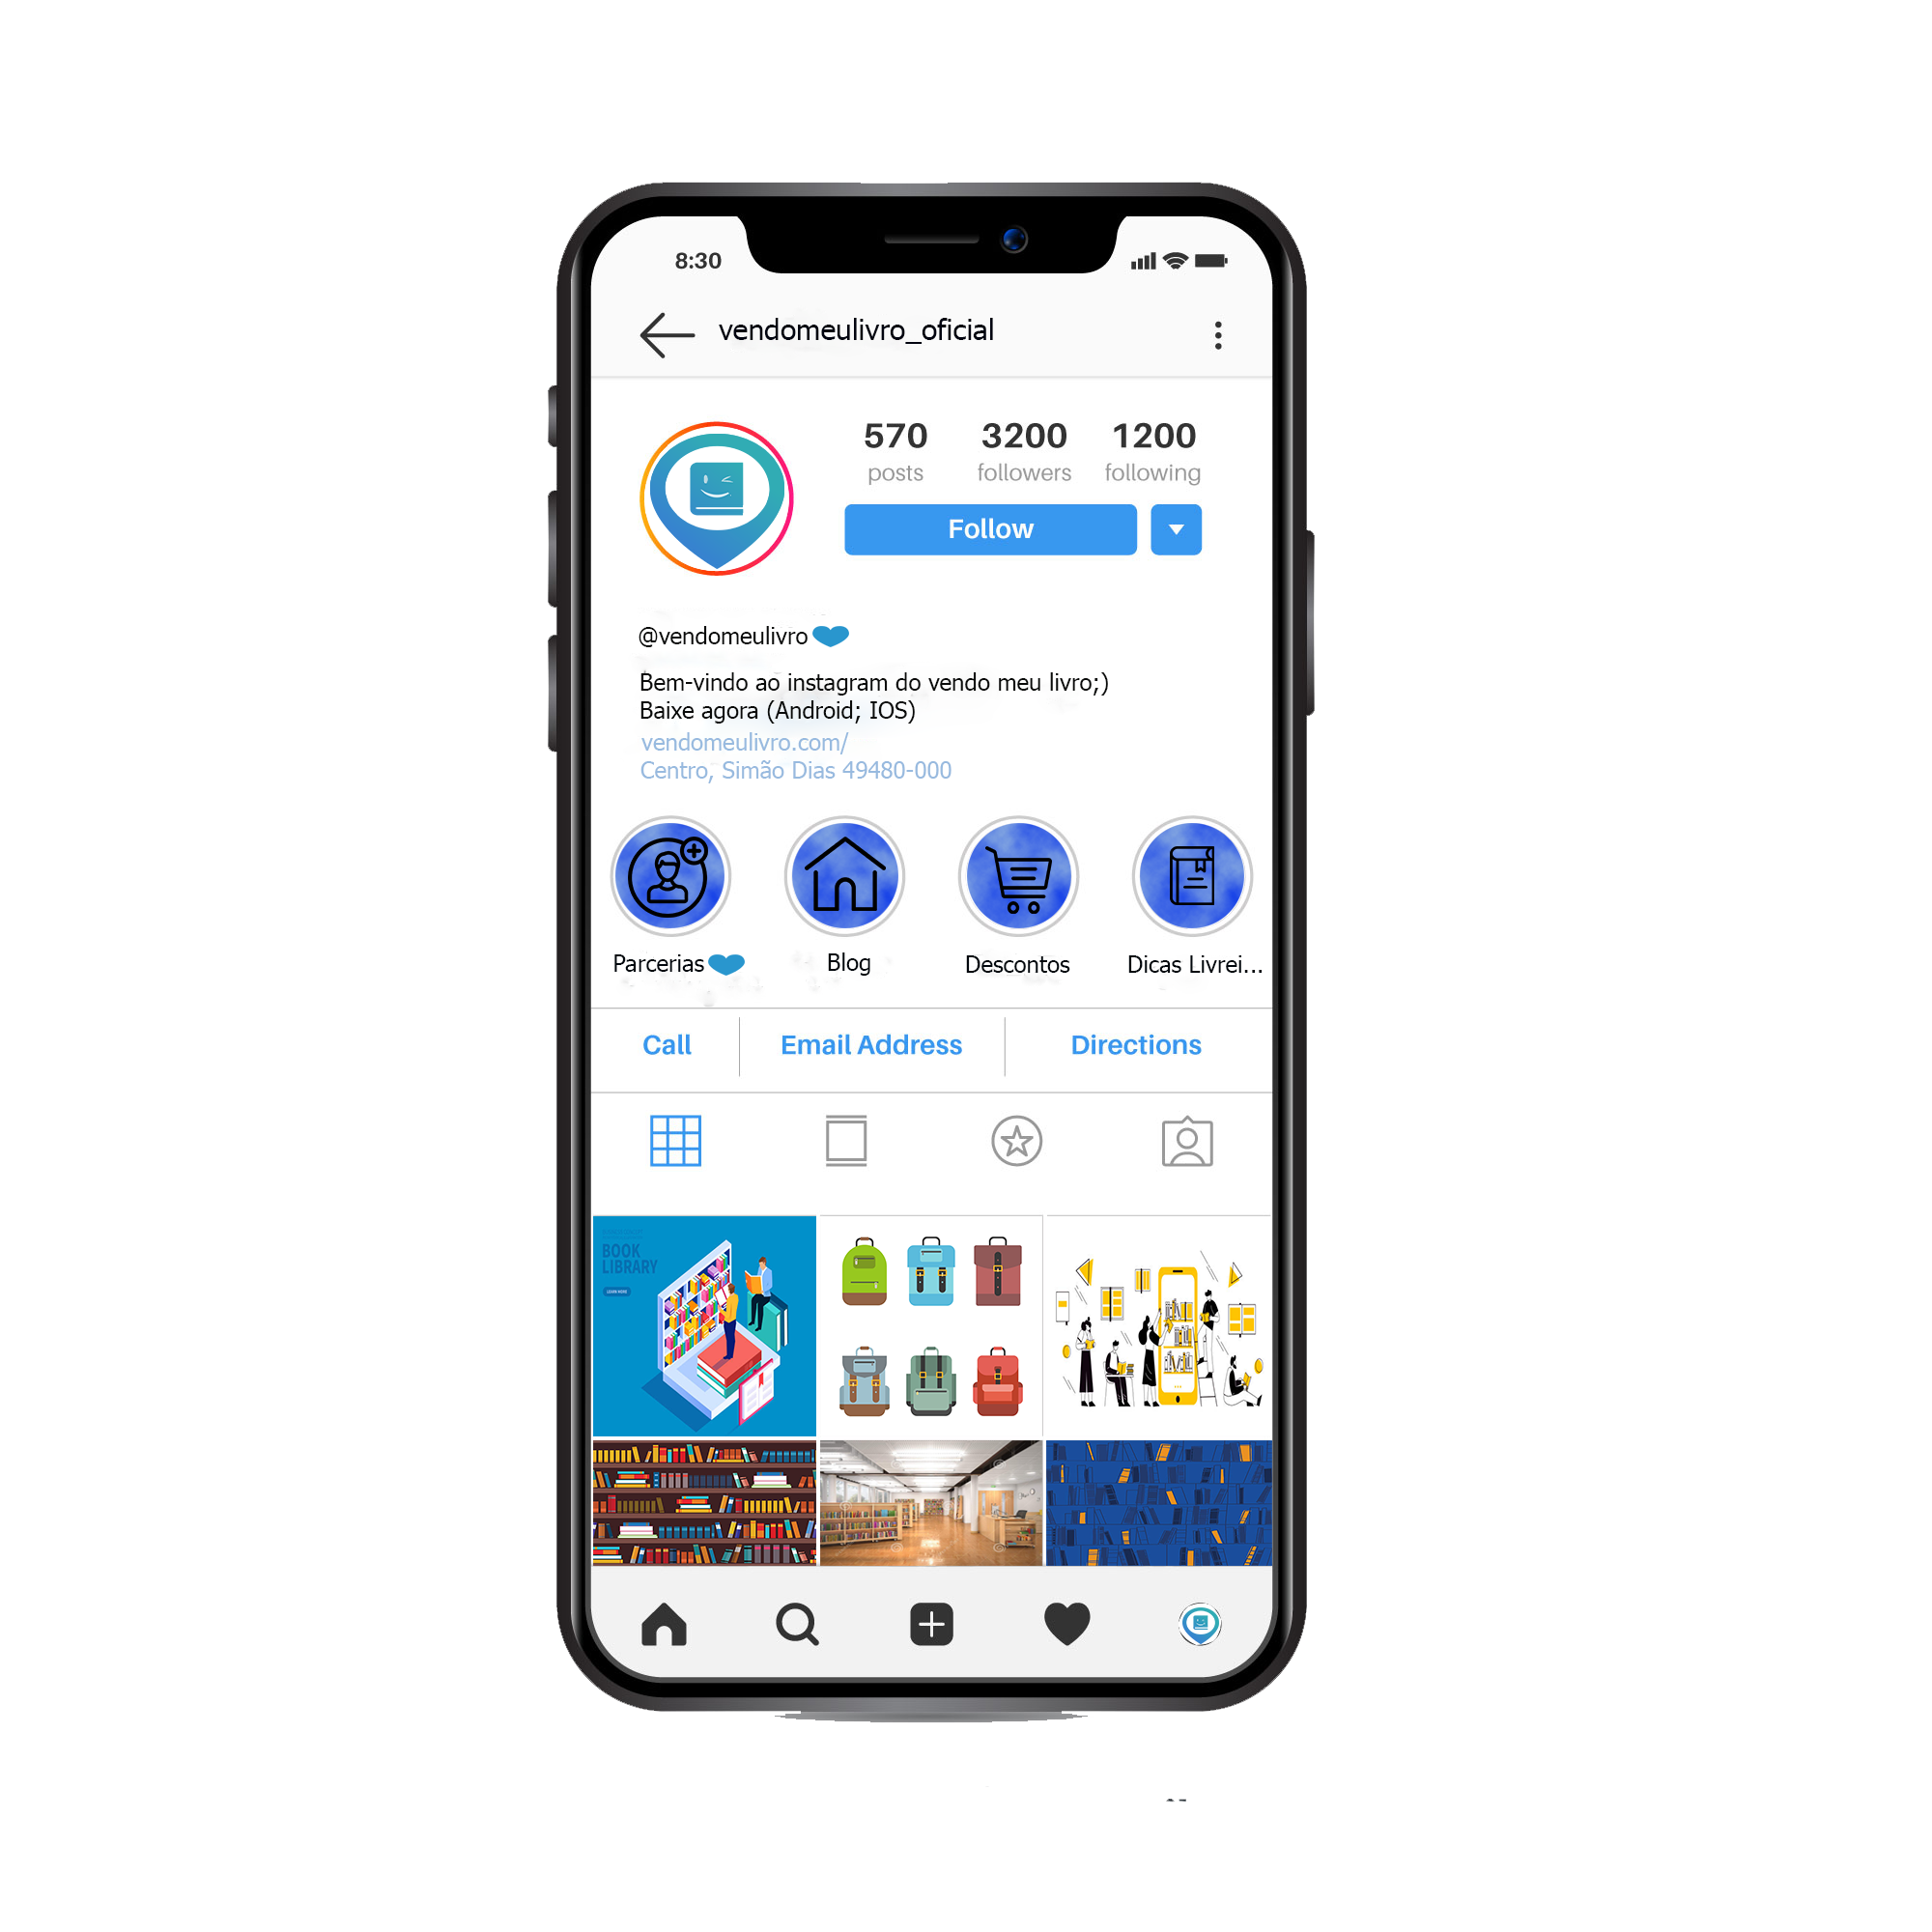 8:30
vendomeulivro_oficial
570 3200 1200
posts followers following
Follow
@vendomeulivro
Bem-vindo ao instagram do vendo meu livro;)
Baixe agora (Android; IOS)
vendomeulivro.com/
Centro, Simão Dias 49480-000
Parcerias Blog Descontos Dicas Livrei...
Call Email Address Directions
BOOK
LIBRARY
LEARN MORE